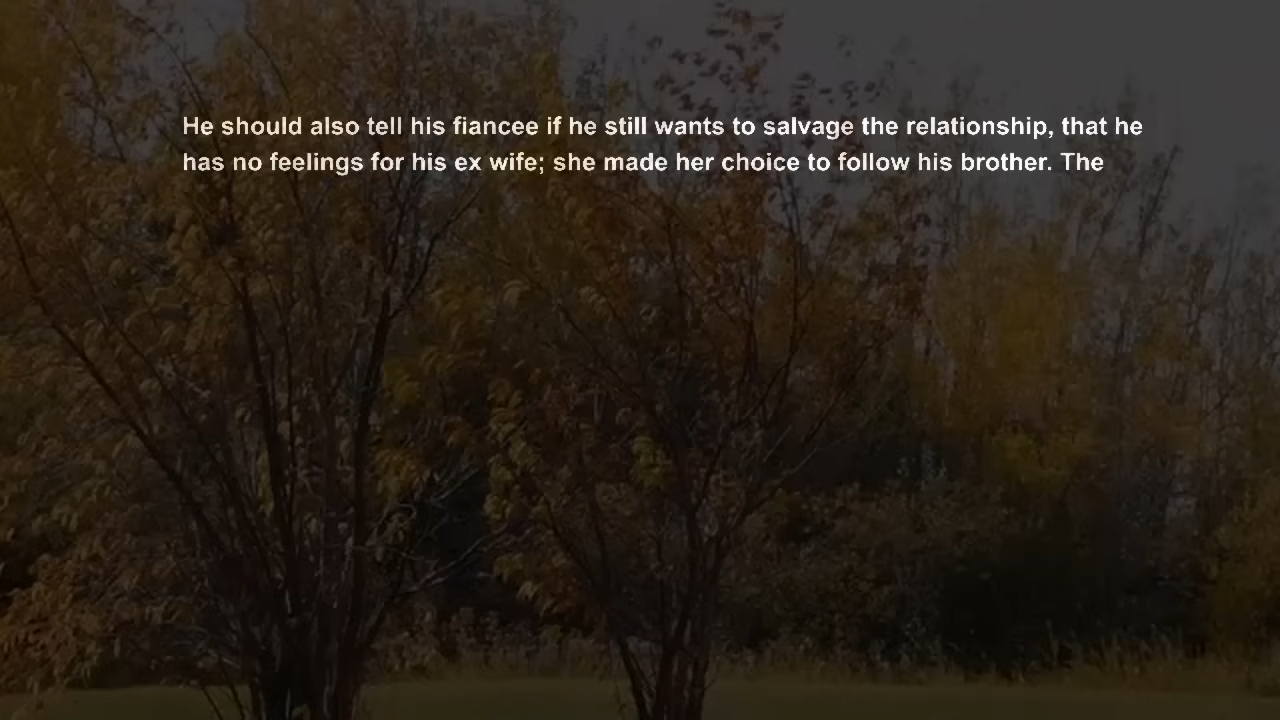 He should also tell his fiancee if he still wants to salvage the relationship, that he
has no feelings for his ex wife; she made her choice to follow his brother. The